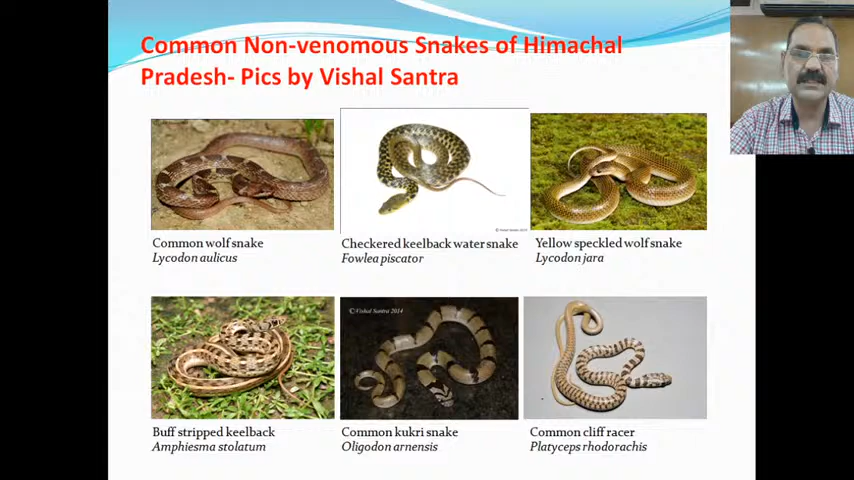 Common Non-venomous Snakes of Himachal
Pradesh- Pics by Vishal Santra
Common wolf snake
Lycodon aulicus
Checkered keelback water snake
Fowlea piscator
Yellow speckled wolf snake
Lycodon jara
©Vishal Santra 2014
Buff stripped keelback
Amphiesma stolatum
Common kukri snake
Oligodon arnensis
Common cliff racer
Platyceps rhodorachis